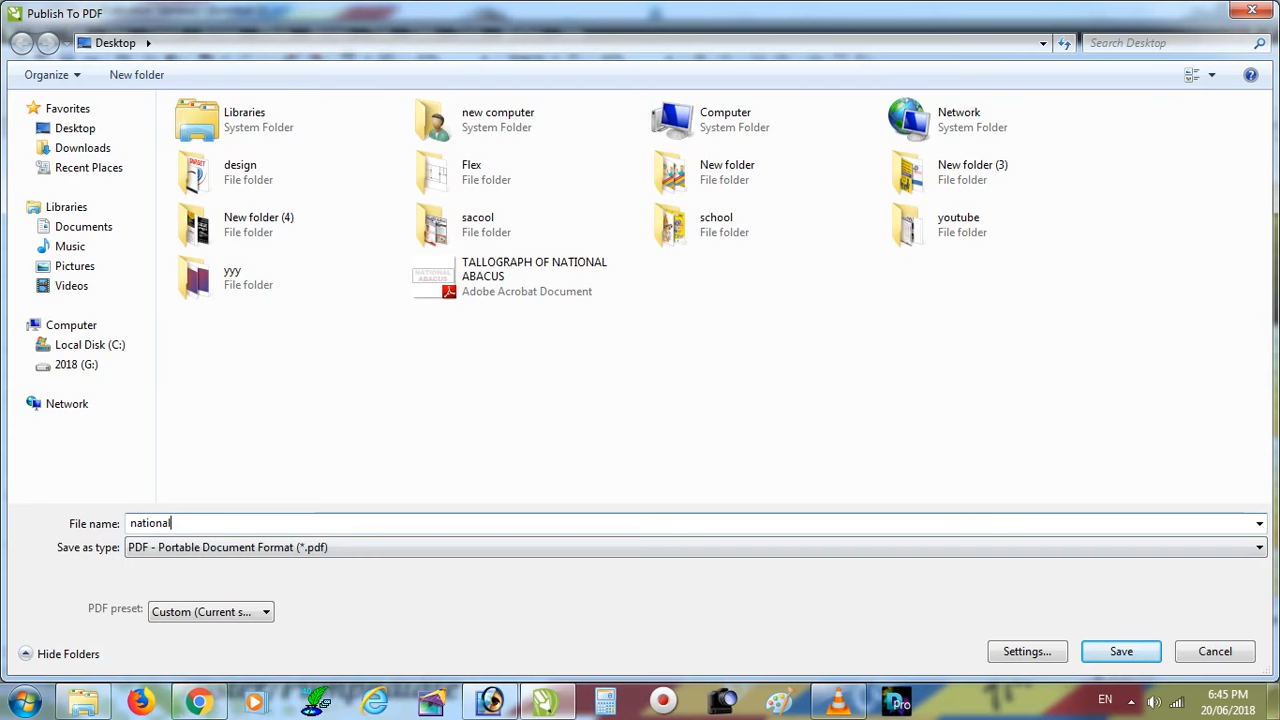 Publish To PDF
Desktop
Search Desktop
Organize
New folder
Favorites
Desktop
Downloads
Recent Places
Libraries
Documents
Music
Pictures
Videos
Computer
Local Disk (C:)
2018 (G:)
Network
Libraries
System Folder
new computer
System Folder
Computer
System Folder
Network
System Folder
design
File folder
Flex
File folder
New folder
File folder
New folder (3)
File folder
New folder (4)
File folder
sacool
File folder
school
File folder
youtube
File folder
yyy
File folder
NATIONAL
ABACUS
TALLOGRAPH OF NATIONAL
ABACUS
Adobe Acrobat Document
File name: national
Save as type: PDF - Portable Document Format (*.pdf)
PDF preset: Custom (Current s...
Hide Folders
Settings...
Save
Cancel
Pro
EN
6:45 PM
20/06/2018